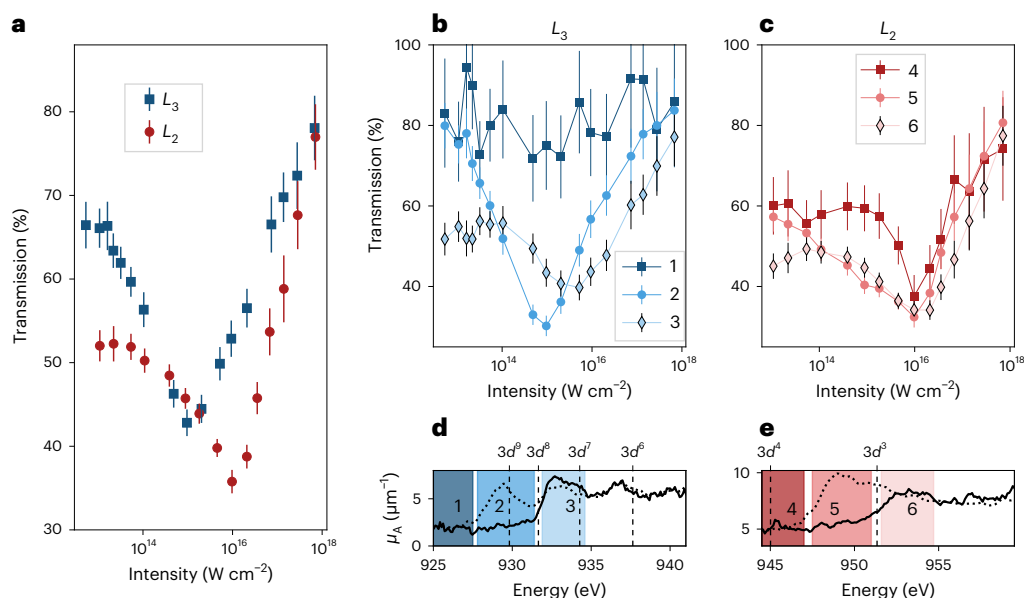 a
Transmission (%)
80
70
60
50
40
30
L3
L2
10^14
10^16
10^18
Intensity (W cm^−2)
b
L3
Transmission (%)
100
80
60
40
1
2
3
10^14
10^16
10^18
Intensity (W cm^−2)
c
L2
100
80
60
40
4
5
6
10^14
10^16
10^18
Intensity (W cm^−2)
d
3d^9
3d^8
3d^7
3d^6
μA (μm^−1)
5
0
1
2
3
925
930
935
940
Energy (eV)
e
3d^4
3d^3
10
5
4
5
6
945
950
955
Energy (eV)